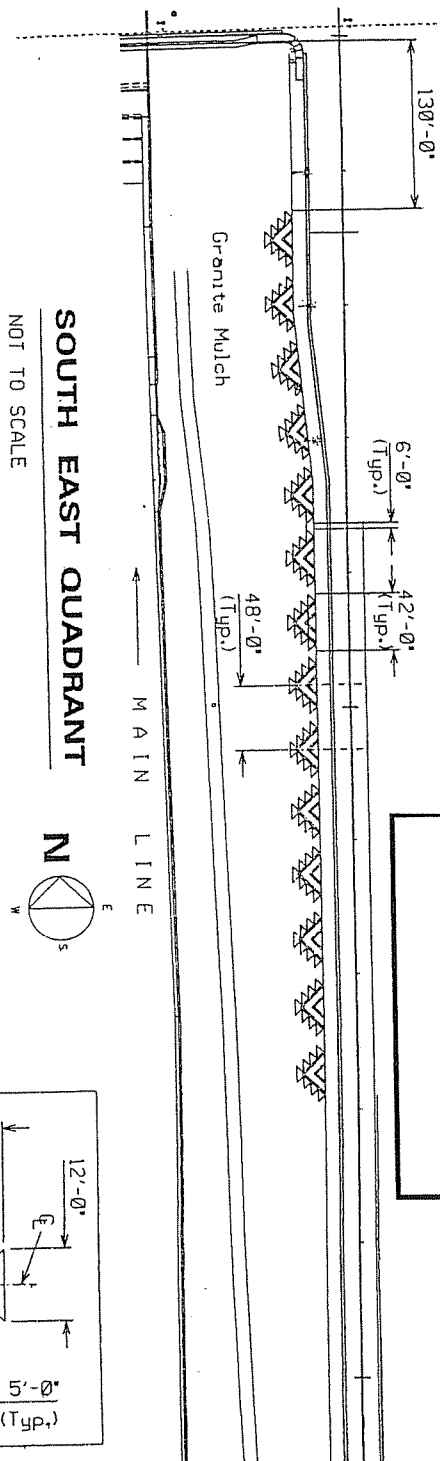 130'-0"
Granite Mulch
6'-0"
(Typ.)
42'-0"
(Typ.)
48'-0"
(Typ.)
MAIN LINE
SOUTH EAST QUADRANT
NOT TO SCALE
N
E
S
W
12'-0"
℄
5'-0"
(Typ.)